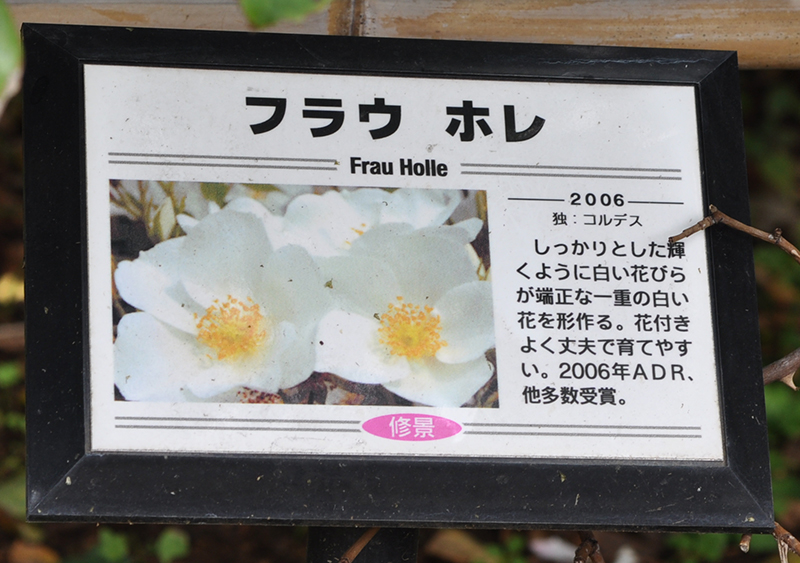 フラウ ホレ
Frau Holle
2006
独：コルデス
しっかりとした輝
くように白い花びら
が端正な一重の白い
花を形作る。花付き
よく丈夫で育てやす
い。2006年ＡＤＲ、
他多数受賞。
修景